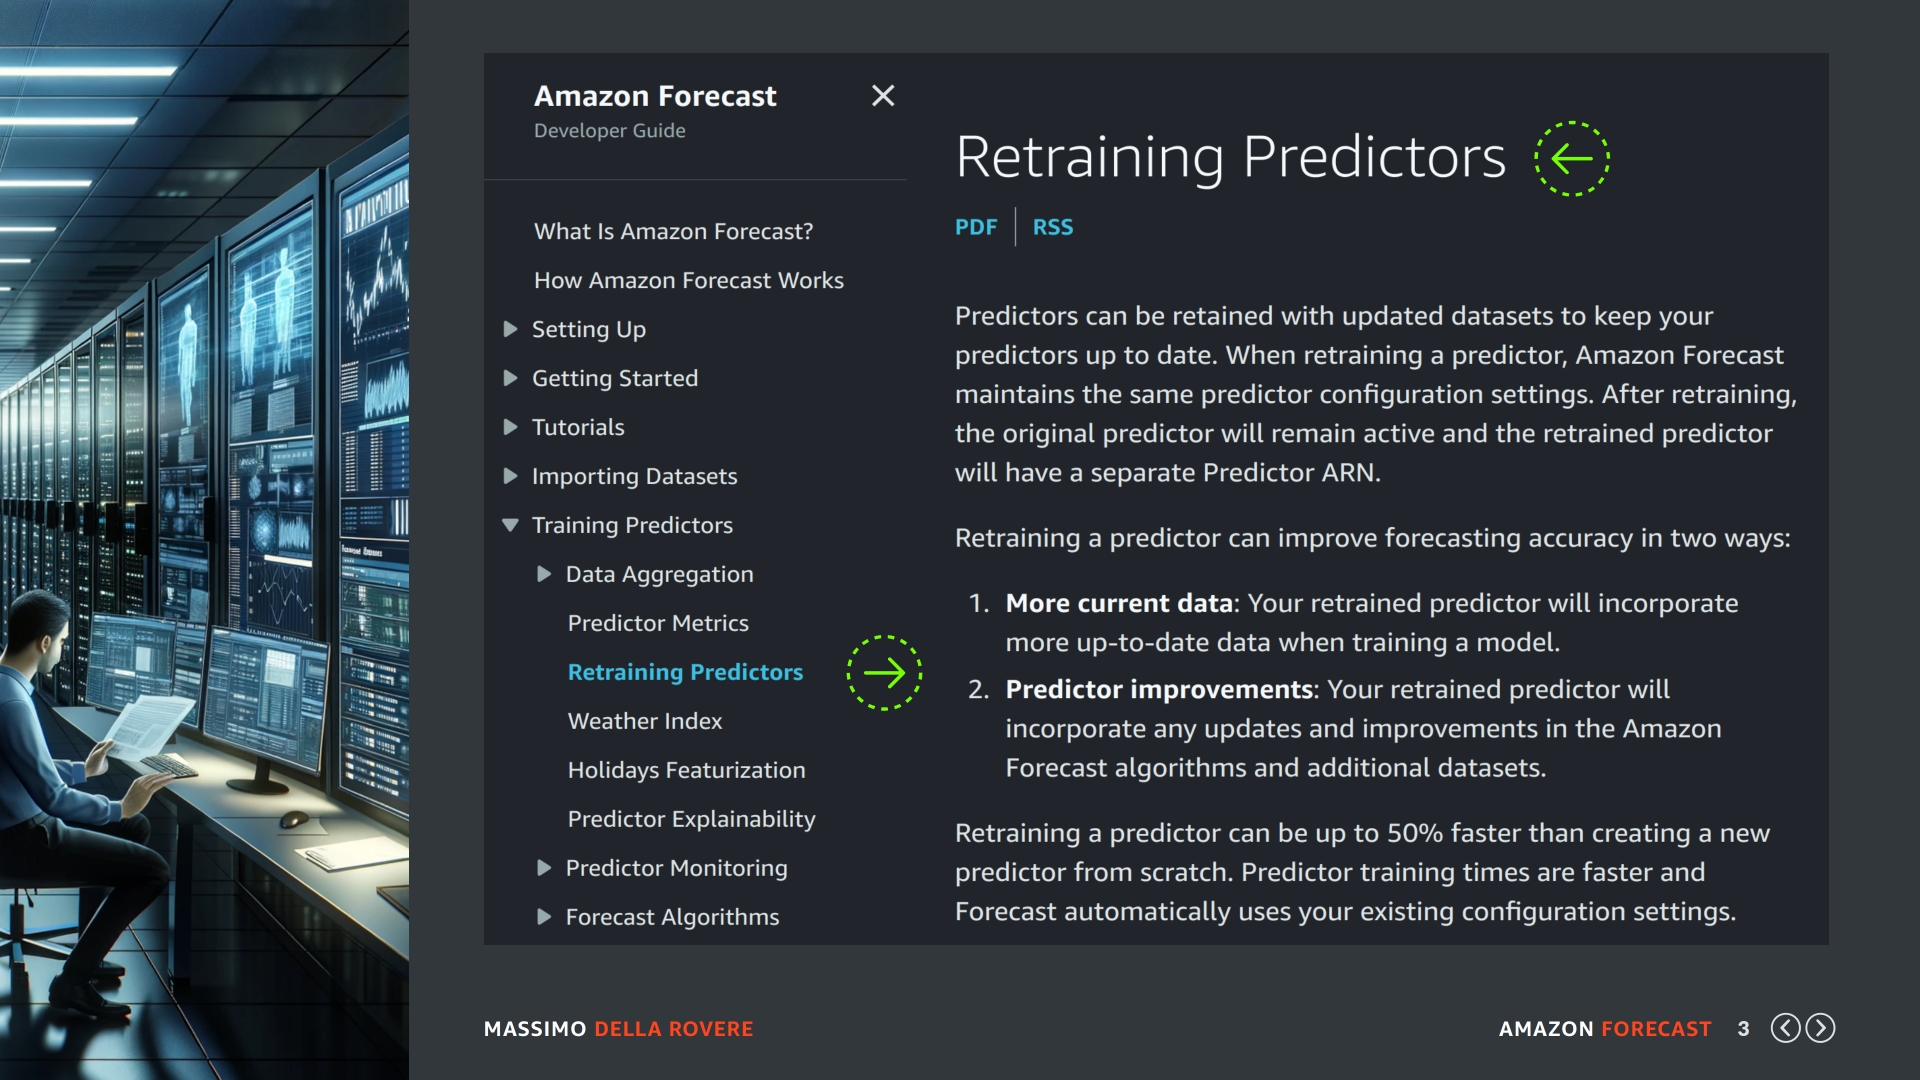 Amazon Forecast
Developer Guide
What Is Amazon Forecast?
How Amazon Forecast Works
Setting Up
Getting Started
Tutorials
Importing Datasets
Training Predictors
Data Aggregation
Predictor Metrics
Retraining Predictors
Weather Index
Holidays Featurization
Predictor Explainability
Predictor Monitoring
Forecast Algorithms
Retraining Predictors
PDF RSS
Predictors can be retained with updated datasets to keep your
predictors up to date. When retraining a predictor, Amazon Forecast
maintains the same predictor configuration settings. After retraining,
the original predictor will remain active and the retrained predictor
will have a separate Predictor ARN.
Retraining a predictor can improve forecasting accuracy in two ways:
1. More current data: Your retrained predictor will incorporate
more up-to-date data when training a model.
2. Predictor improvements: Your retrained predictor will
incorporate any updates and improvements in the Amazon
Forecast algorithms and additional datasets.
Retraining a predictor can be up to 50% faster than creating a new
predictor from scratch. Predictor training times are faster and
Forecast automatically uses your existing configuration settings.
MASSIMO DELLA ROVERE
AMAZON FORECAST 3